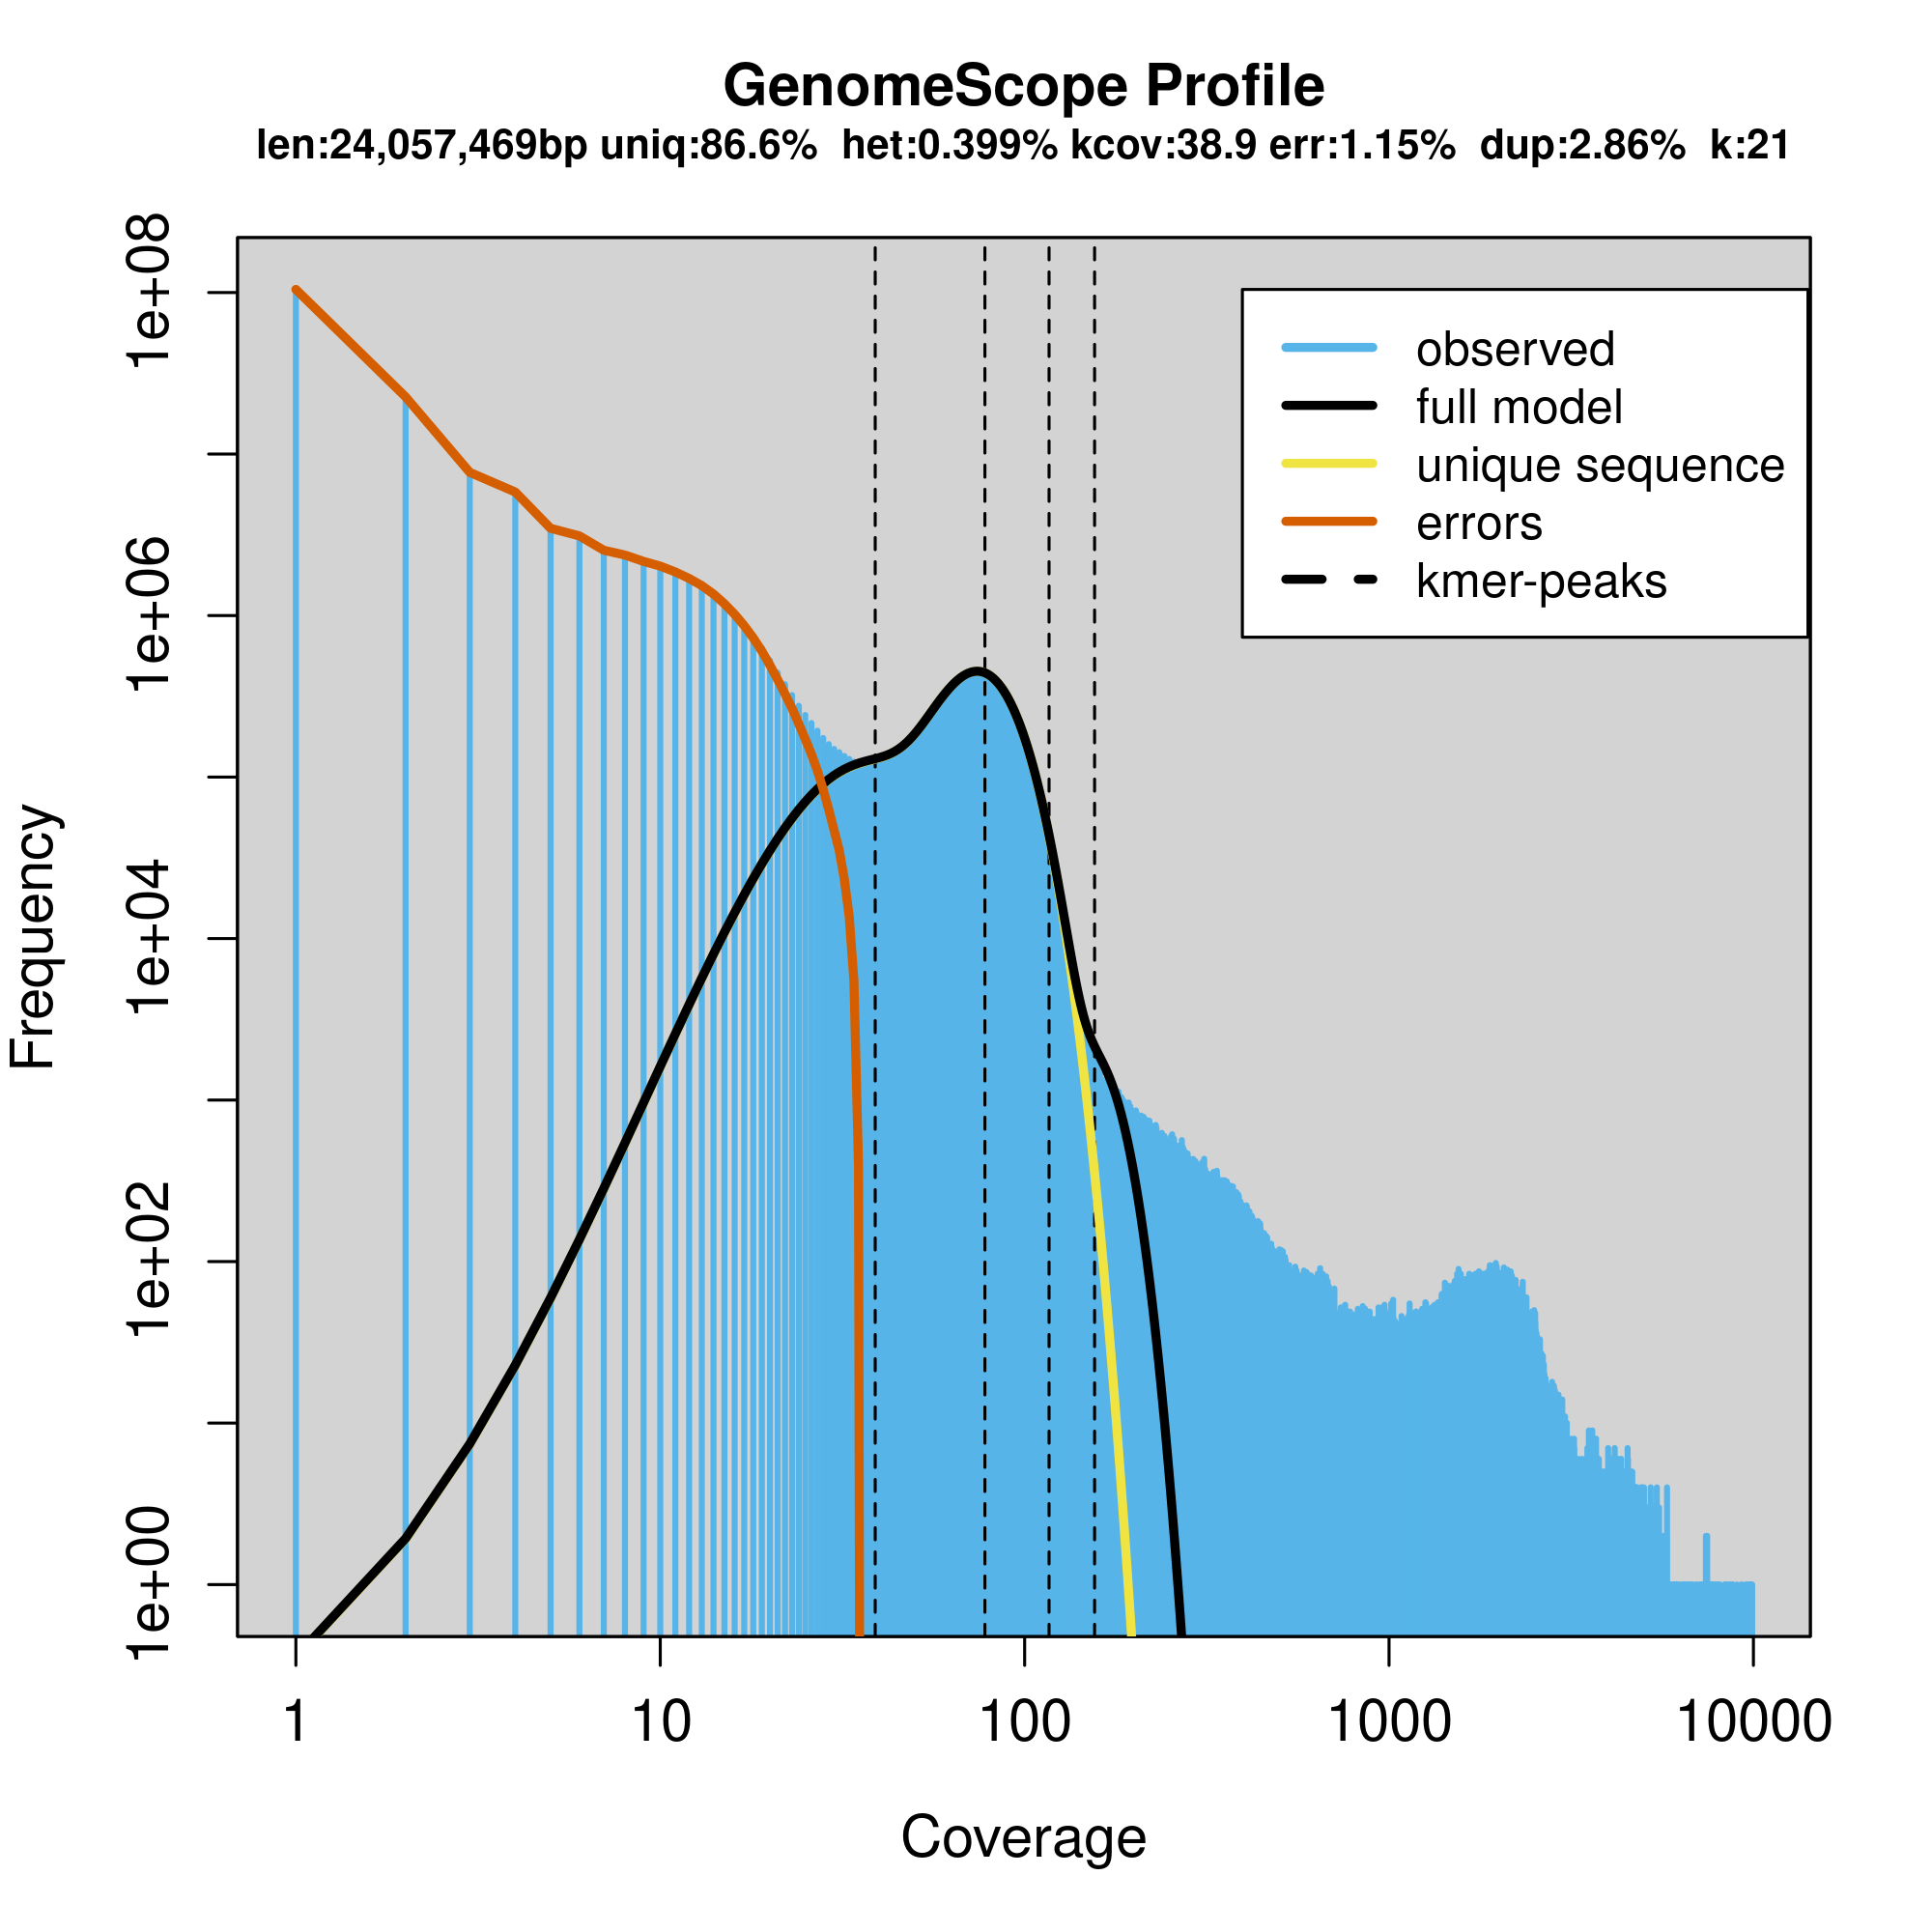 GenomeScope Profile
len:24,057,469bp uniq:86.6% het:0.399% kcov:38.9 err:1.15% dup:2.86% k:21
1e+08
1e+06
1e+04
1e+02
1e+00
Frequency
observed
full model
unique sequence
errors
kmer-peaks
1 10 100 1000 10000
Coverage